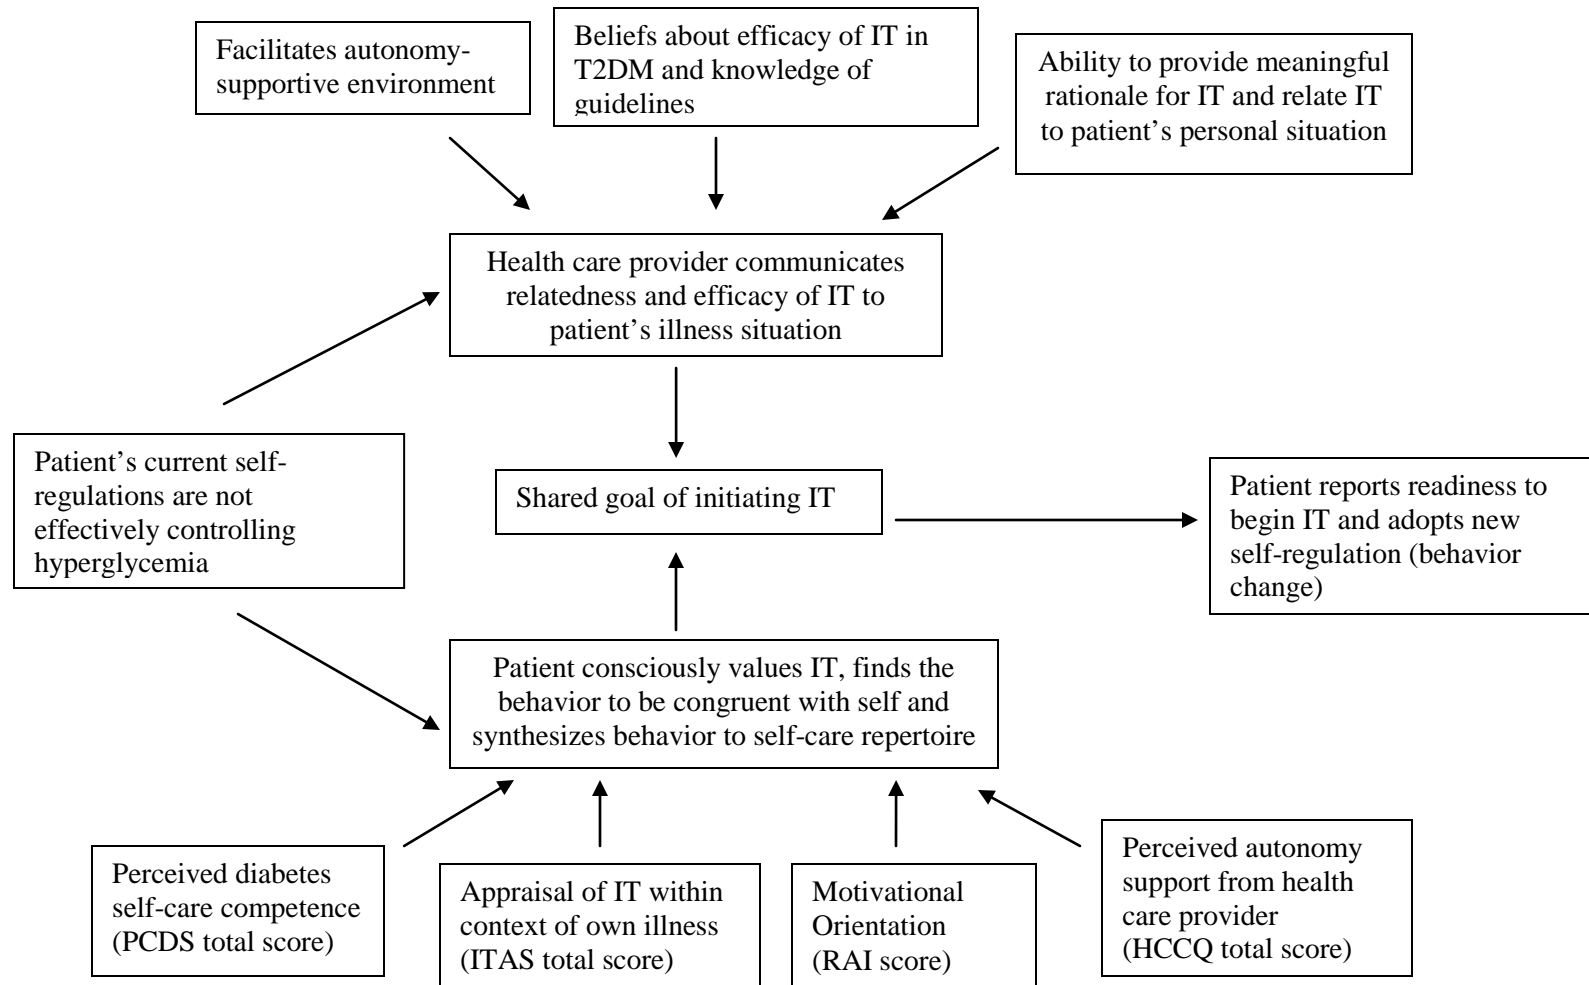 Facilitates autonomy-
supportive environment
Beliefs about efficacy of IT in
T2DM and knowledge of
guidelines
Ability to provide meaningful
rationale for IT and relate IT
to patient’s personal situation
Health care provider communicates
relatedness and efficacy of IT to
patient’s illness situation
Patient’s current self-
regulations are not
effectively controlling
hyperglycemia
Shared goal of initiating IT
Patient reports readiness to
begin IT and adopts new
self-regulation (behavior
change)
Patient consciously values IT, finds the
behavior to be congruent with self and
synthesizes behavior to self-care repertoire
Perceived diabetes
self-care competence
(PCDS total score)
Appraisal of IT within
context of own illness
(ITAS total score)
Motivational
Orientation
(RAI score)
Perceived autonomy
support from health
care provider
(HCCQ total score)